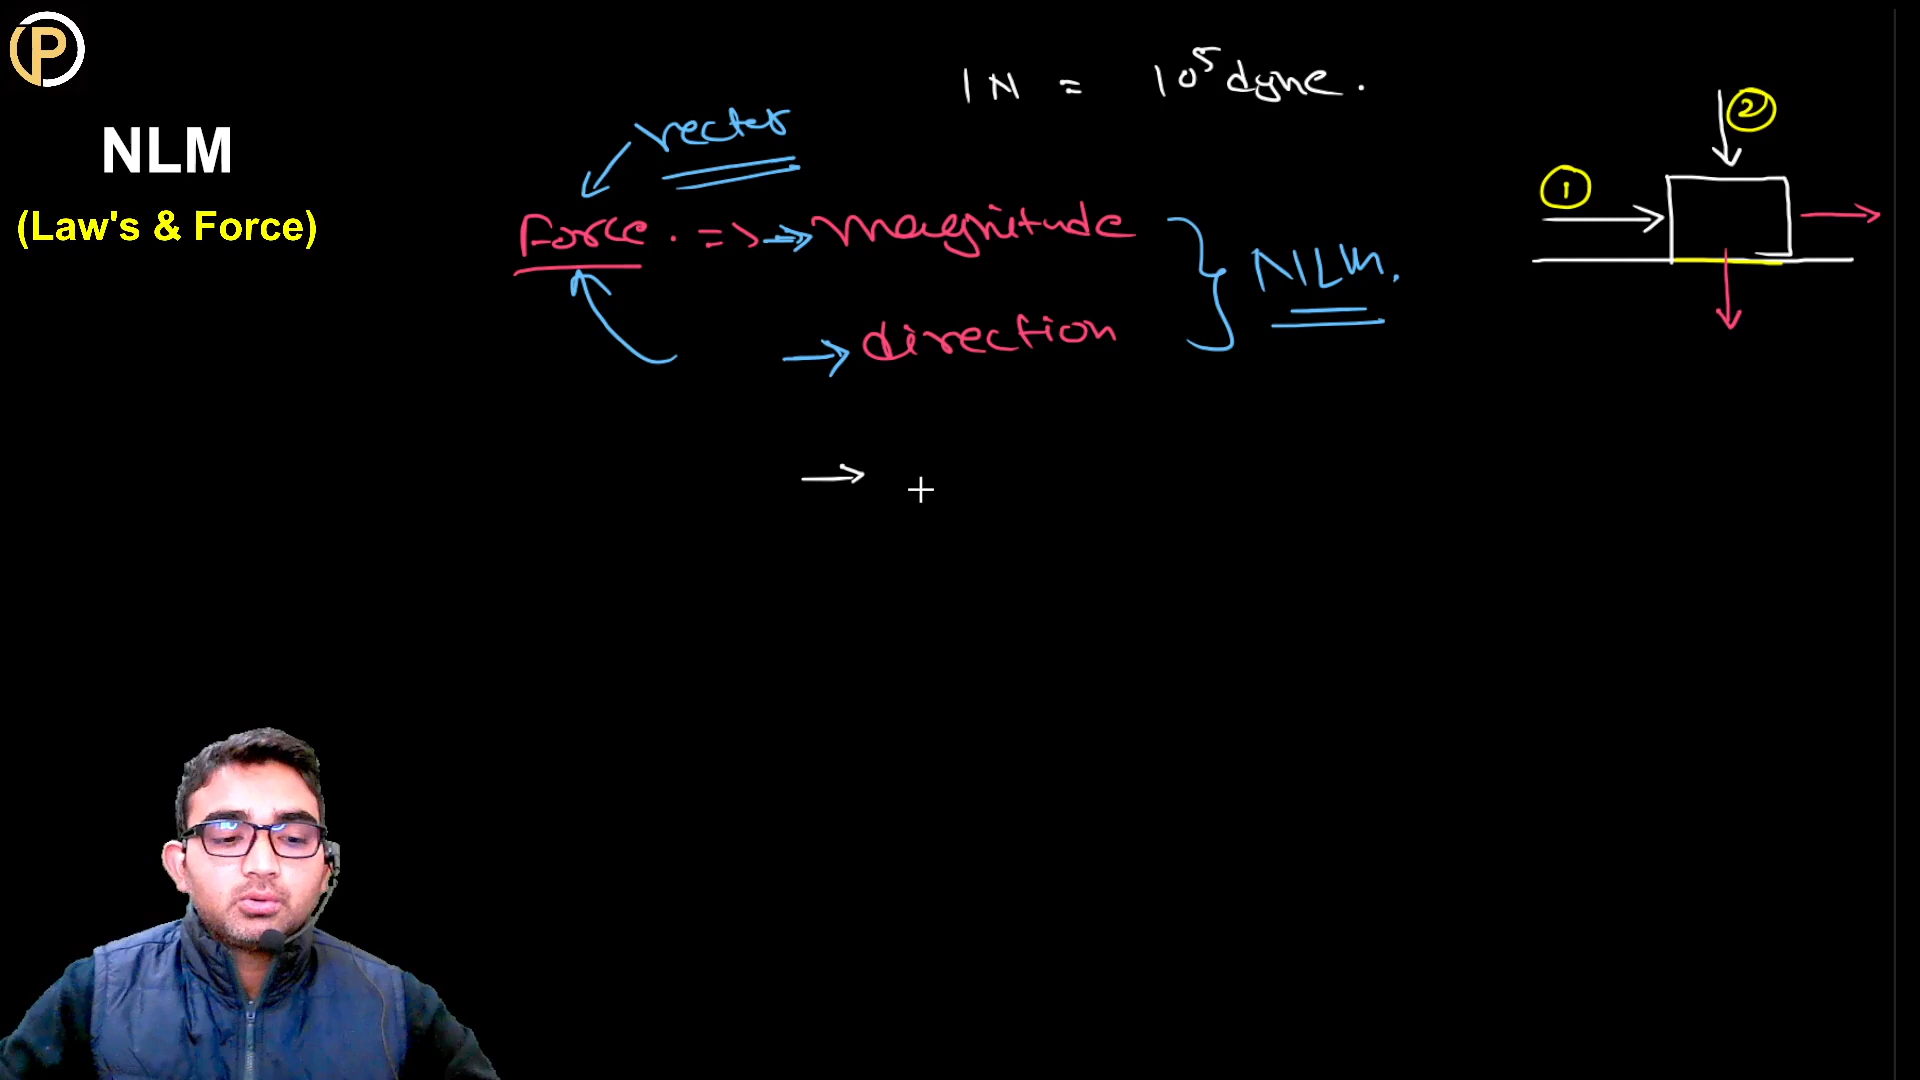 P
NLM
(Law's & Force)
1 N = 10⁵ dyne.
vector
Force. => → magnitude
→ direction
} NLM.
→
①
②